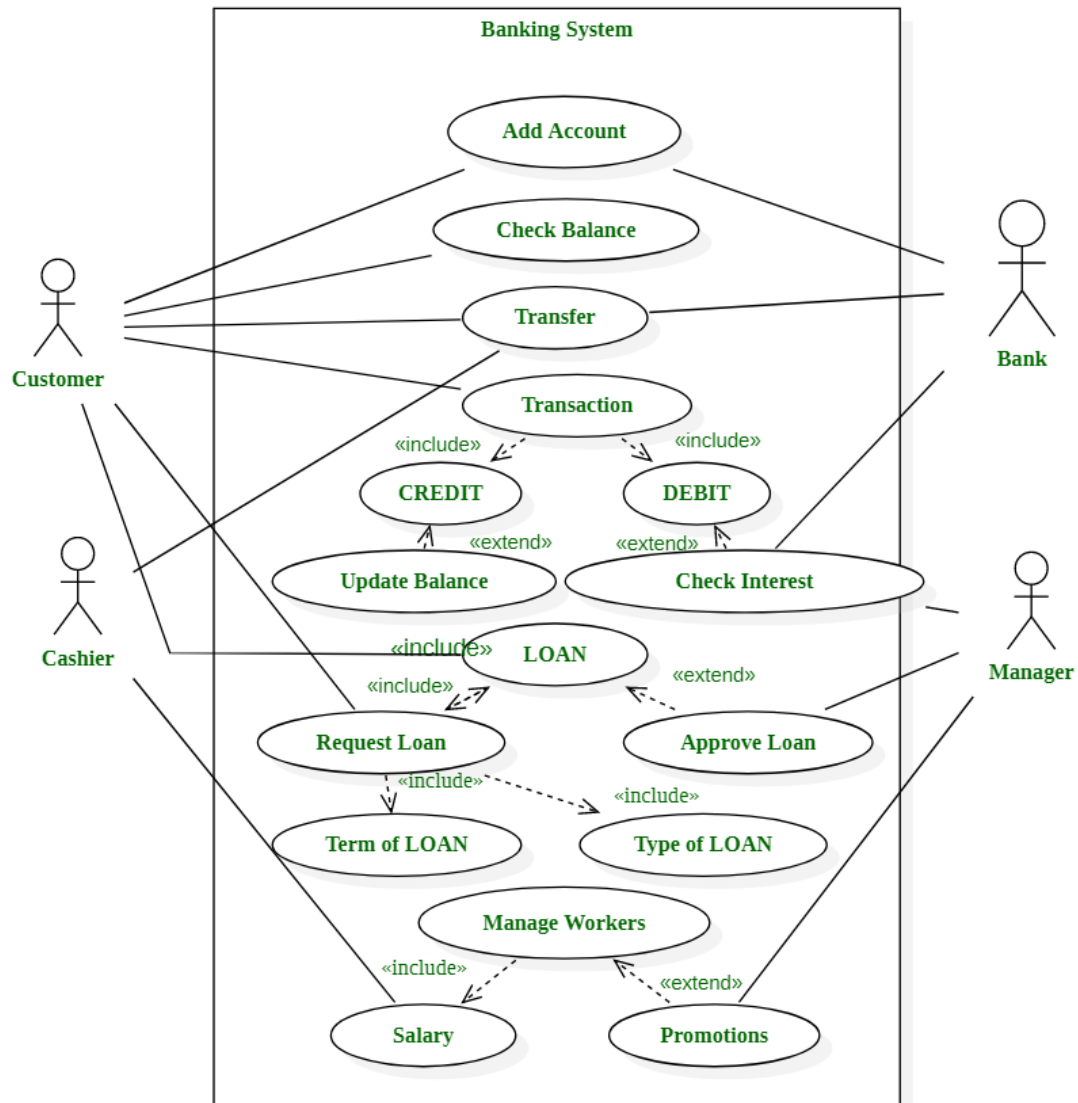 Banking System
Add Account
Check Balance
Transfer
Customer
Bank
Transaction
«include»
«include»
CREDIT
DEBIT
«extend»
«extend»
Update Balance
Check Interest
«include»
LOAN
Cashier
Manager
«include»
«extend»
Request Loan
Approve Loan
«include»
«include»
Term of LOAN
Type of LOAN
Manage Workers
«include»
«extend»
Salary
Promotions